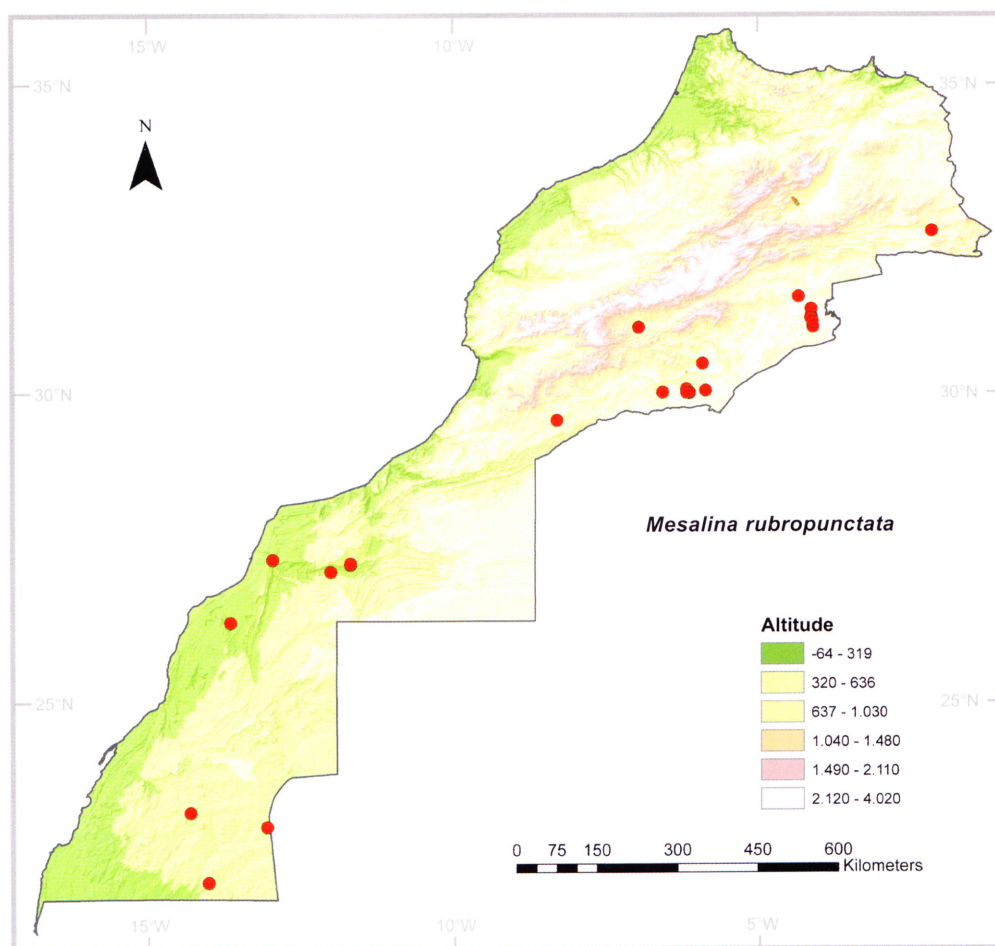 15°W 10°W 5°W
35°N 35°N
N
30°N 30°N
Mesalina rubropunctata
Altitude
-64 - 319
320 - 636
637 - 1.030
25°N 25°N
1.040 - 1.480
1.490 - 2.110
2.120 - 4.020
0 75 150 300 450 600
Kilometers
15°W 10°W 5°W